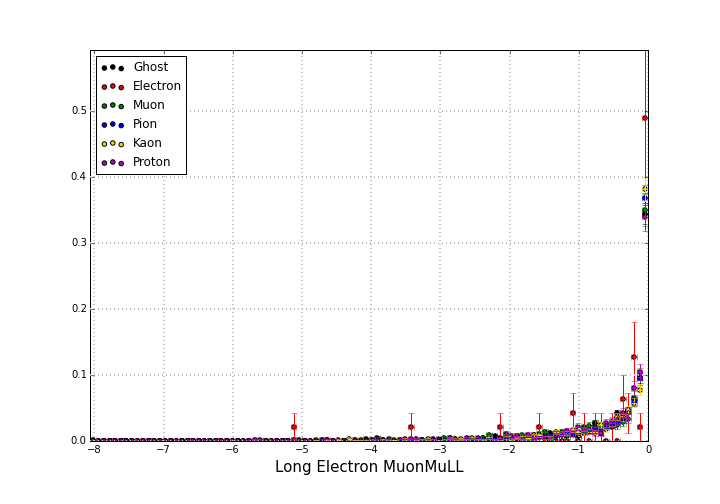 Ghost
Electron
Muon
Pion
Kaon
Proton
0.5
0.4
0.3
0.2
0.1
0.0
−8 −7 −6 −5 −4 −3 −2 −1 0
Long Electron MuonMuLL